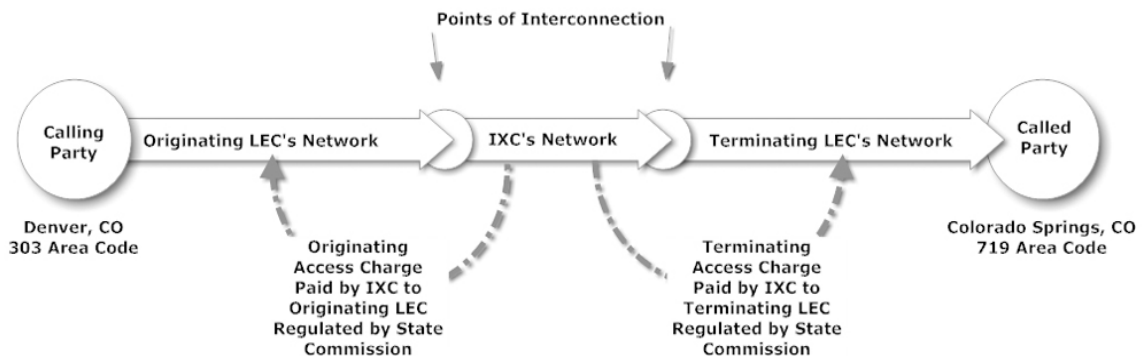 Points of Interconnection
Calling
Party
Originating LEC's Network
IXC's Network
Terminating LEC's Network
Called
Party
Denver, CO
303 Area Code
Originating
Access Charge
Paid by IXC to
Originating LEC
Regulated by State
Commission
Terminating
Access Charge
Paid by IXC to
Terminating LEC
Regulated by State
Commission
Colorado Springs, CO
719 Area Code